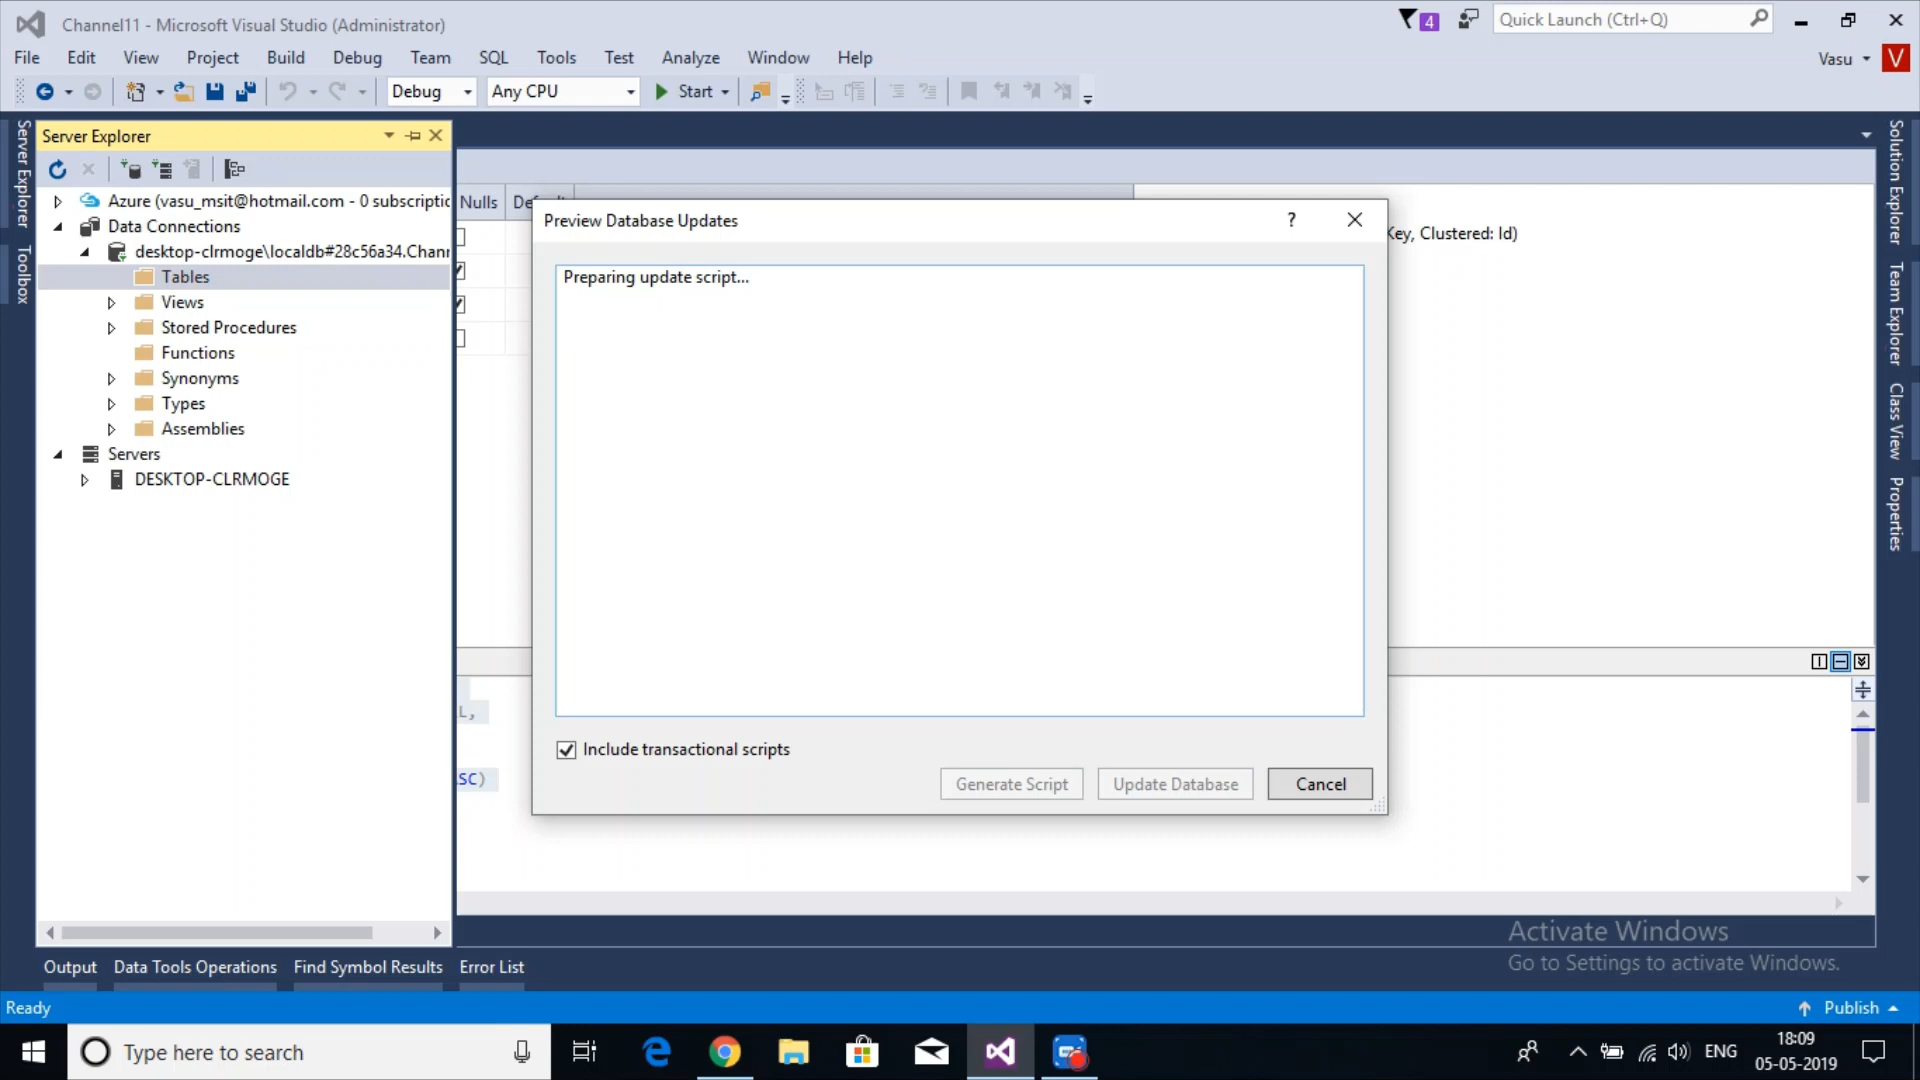 Channel11 - Microsoft Visual Studio (Administrator)
4
Quick Launch (Ctrl+Q)
File Edit View Project Build Debug Team SQL Tools Test Analyze Window Help
Vasu
V
Debug Any CPU Start
Server Explorer
Toolbox
Server Explorer
Azure (vasu_msit@hotmail.com - 0 subscriptic
Data Connections
desktop-clrmoge\localdb#28c56a34.Chann
Tables
Views
Stored Procedures
Functions
Synonyms
Types
Assemblies
Servers
DESKTOP-CLRMOGE
Nulls
Key, Clustered: Id)
Preview Database Updates
?
Preparing update script...
Include transactional scripts
Generate Script Update Database Cancel
L,
SC)
Solution Explorer
Team Explorer
Class View
Properties
Activate Windows
Go to Settings to activate Windows.
Output Data Tools Operations Find Symbol Results Error List
Ready
Publish
Type here to search
ENG
18:09
05-05-2019